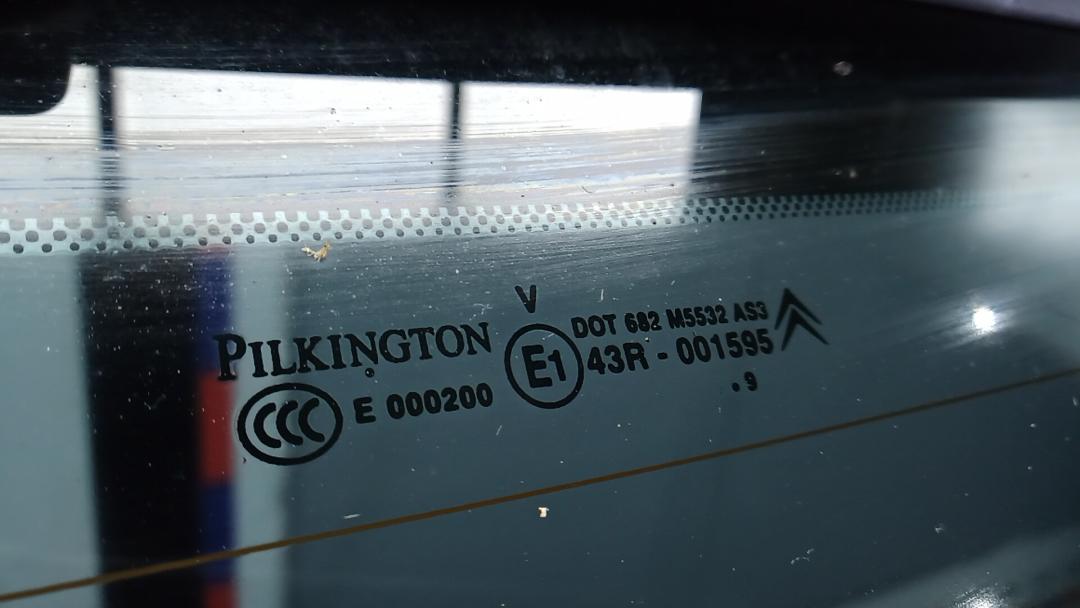 V
PILKINGTON
DOT 682 M5532 AS3
E1 43R - 001595
CCC E 000200
. 9